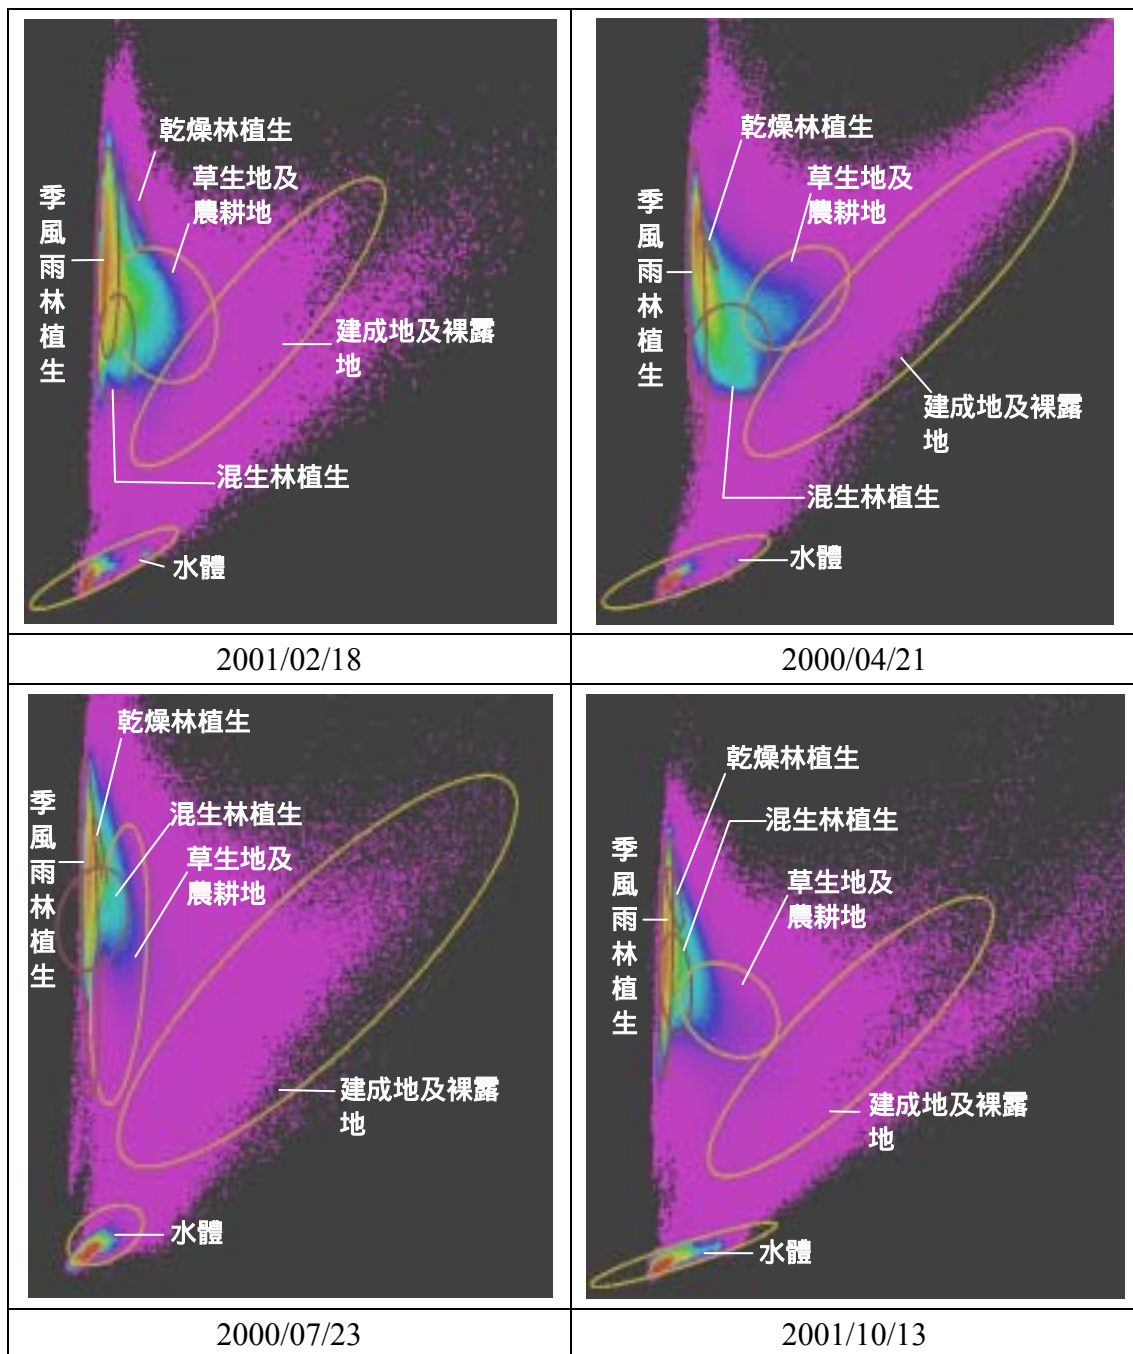 乾燥林植生
草生地及
農耕地
季風雨林植生
建成地及裸露
地
混生林植生
水體
2001/02/18
乾燥林植生
草生地及
農耕地
季風雨林植生
建成地及裸露
地
混生林植生
水體
2000/04/21
乾燥林植生
混生林植生
草生地及
農耕地
季風雨林植生
建成地及裸露
地
水體
2000/07/23
乾燥林植生
混生林植生
草生地及
農耕地
季風雨林植生
建成地及裸露
地
水體
2001/10/13